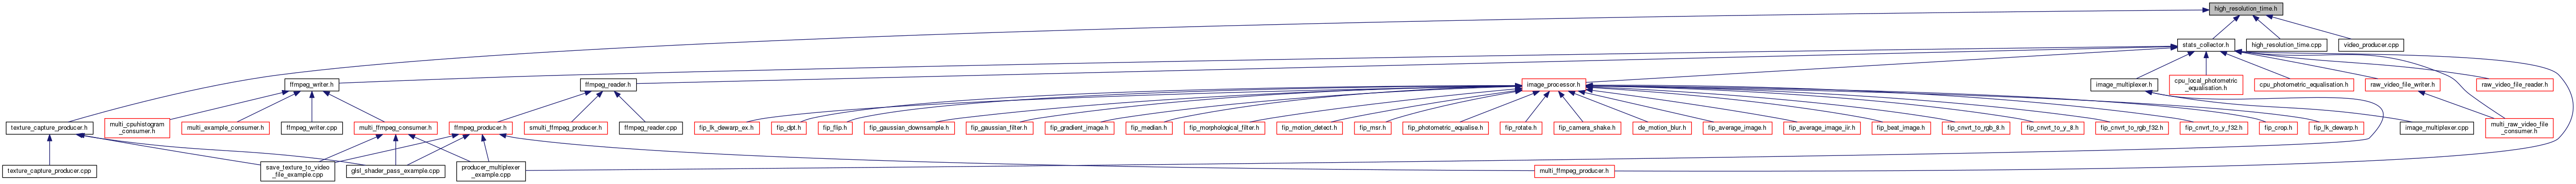 high_resolution_time.h
stats_collector.h
high_resolution_time.cpp
video_producer.cpp
ffmpeg_writer.h
ffmpeg_reader.h
image_processor.h
image_multiplexer.h
cpu_local_photometric
_equalisation.h
cpu_photometric_equalisation.h
raw_video_file_writer.h
raw_video_file_reader.h
texture_capture_producer.h
multi_cpuhistogram
_consumer.h
multi_example_consumer.h
ffmpeg_writer.cpp
multi_ffmpeg_consumer.h
ffmpeg_producer.h
smulti_ffmpeg_producer.h
ffmpeg_reader.cpp
fip_lk_dewarp_ex.h
fip_dpt.h
fip_flip.h
fip_gaussian_downsample.h
fip_gaussian_filter.h
fip_gradient_image.h
fip_median.h
fip_morphological_filter.h
fip_motion_detect.h
fip_msr.h
fip_photometric_equalise.h
fip_rotate.h
fip_camera_shake.h
de_motion_blur.h
fip_average_image.h
fip_average_image_iir.h
fip_beat_image.h
fip_cnvrt_to_rgb_8.h
fip_cnvrt_to_y_8.h
fip_cnvrt_to_rgb_f32.h
fip_cnvrt_to_y_f32.h
fip_crop.h
fip_lk_dewarp.h
image_multiplexer.cpp
multi_raw_video_file
_consumer.h
texture_capture_producer.cpp
save_texture_to_video
_file_example.cpp
glsl_shader_pass_example.cpp
producer_multiplexer
_example.cpp
multi_ffmpeg_producer.h